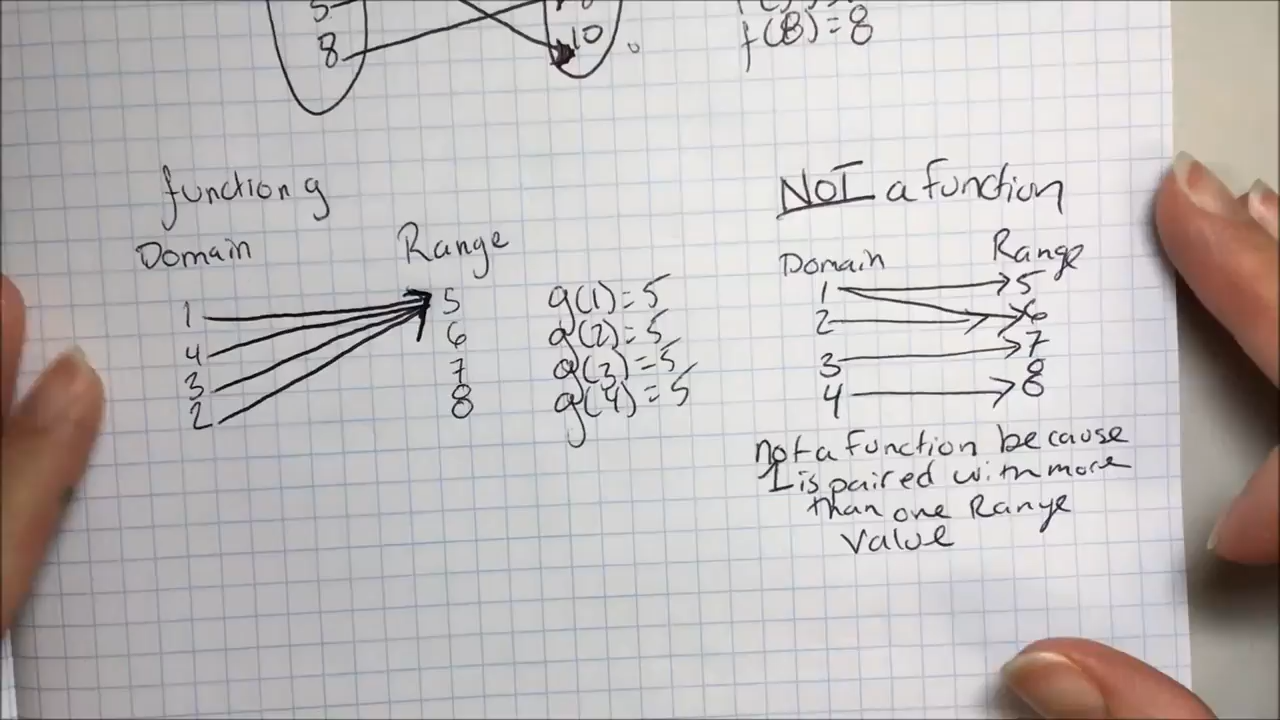 8
10
f(8)=8
function g
Domain Range
1 5 g(1)=5
4 6 g(2)=5
3 7 g(3)=5
2 8 g(4)=5
NOT a function
Domain Range
1 5
2 6
3 7
4 8
not a function because
1 is paired with more
than one Range
Value